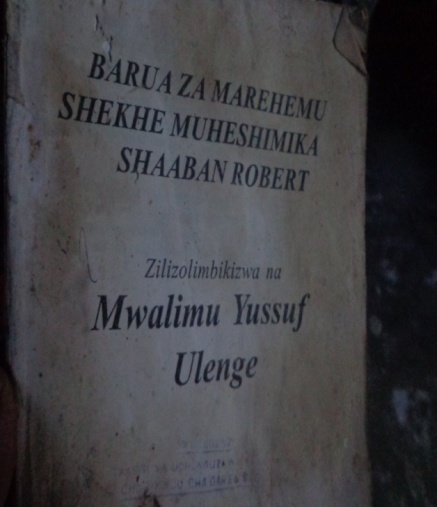 BARUA ZA MAREHEMU
SHEKHE MUHESHIMIKA
SHAABAN ROBERT
Zilizolimbikizwa na
Mwalimu Yussuf
Ulenge